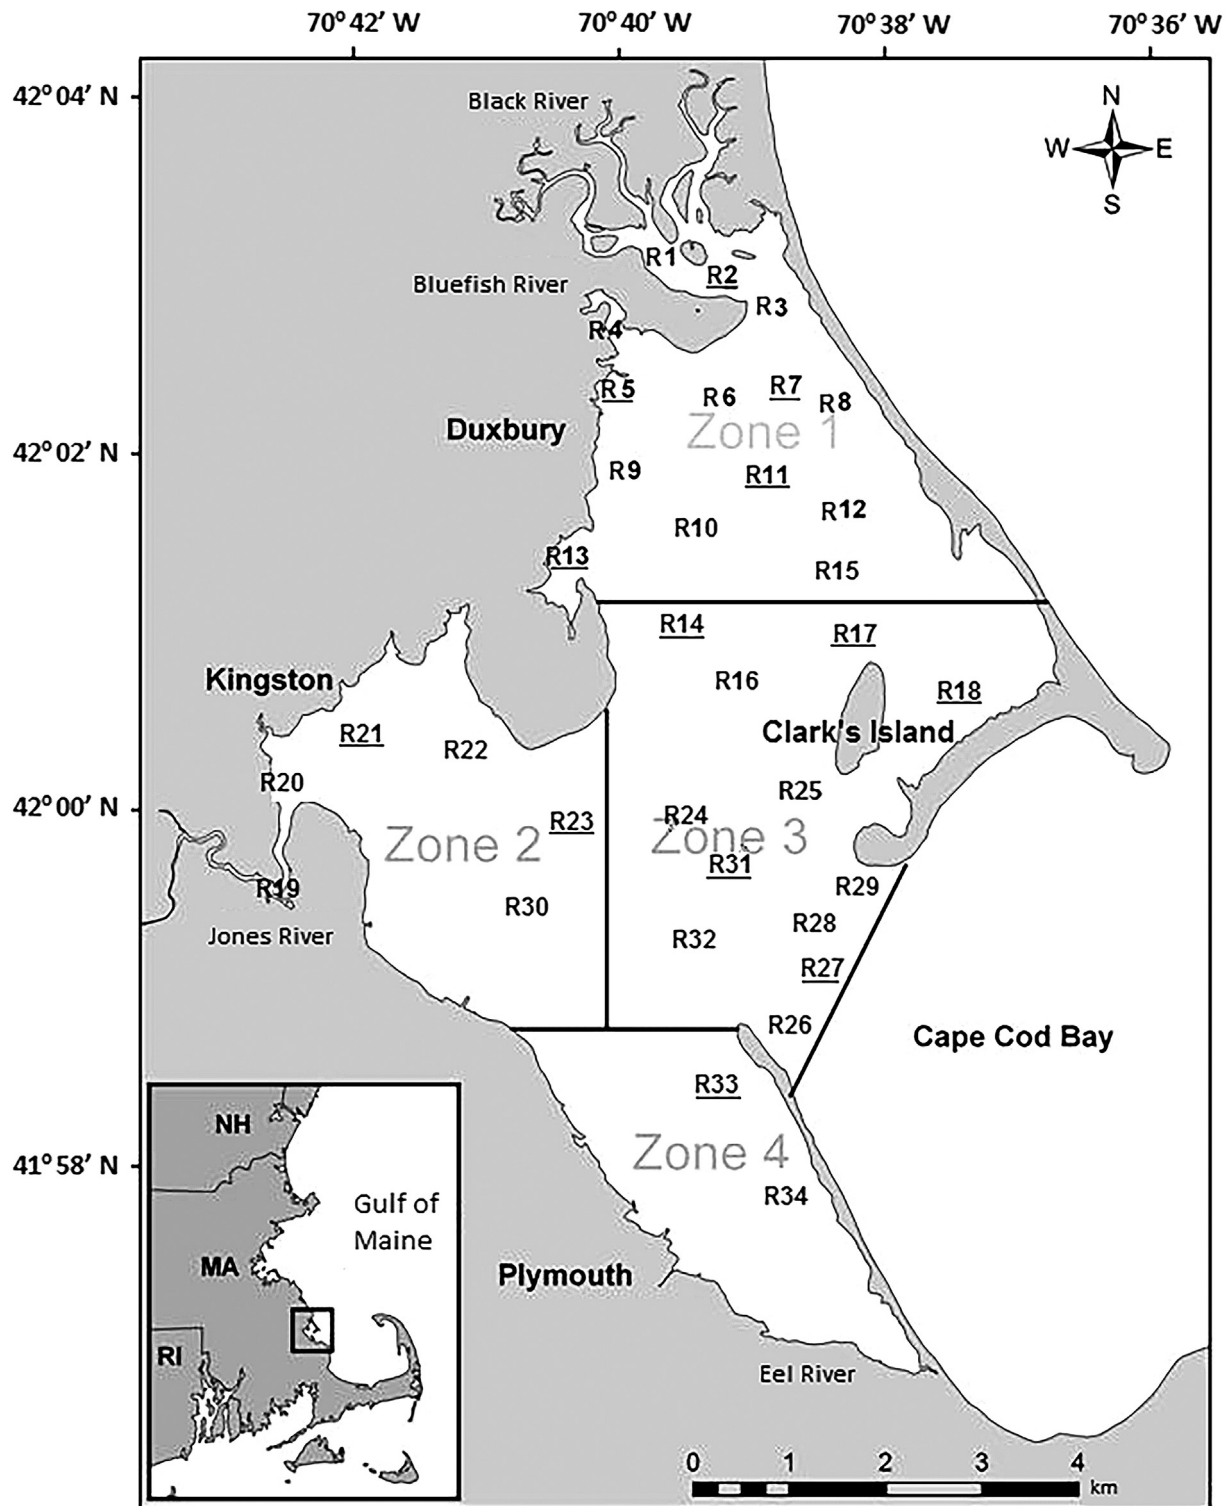 70° 42' W 70° 40' W 70° 38' W 70° 36' W
42° 04' N
Black River
N
W E
S
R1
R2
Bluefish River
R3
R4
R5
R6
R7
R8
Duxbury
Zone 1
42° 02' N
R9
R11
R12
R10
R13
R15
R14
R17
Kingston
R16
R18
R21
Clark's Island
R22
R20
R25
42° 00' N
R23
R24
Zone 2
Zone 3
R31
R19
R29
R30
R28
Jones River
R32
R27
R26
Cape Cod Bay
R33
Zone 4
41° 58' N
R34
NH
Gulf of
Maine
MA
Plymouth
RI
Eel River
0 1 2 3 4
km